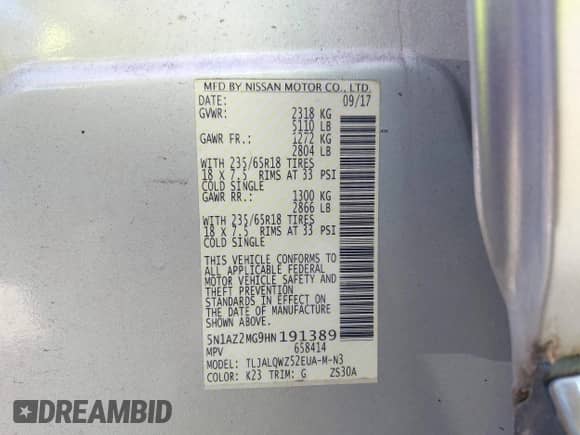 MFD BY NISSAN MOTOR CO., LTD.
DATE: 09/17
GVWR: 2318 KG
5110 LB
GAWR FR.: 1272 KG
2804 LB
WITH 235/65R18 TIRES
18 x 7.5 RIMS AT 33 PSI
COLD SINGLE
GAWR RR.: 1300 KG
2866 LB
WITH 235/65R18 TIRES
18 x 7.5 RIMS AT 33 PSI
COLD SINGLE
THIS VEHICLE CONFORMS TO
ALL APPLICABLE FEDERAL
MOTOR VEHICLE SAFETY AND
THEFT PREVENTION
STANDARDS IN EFFECT ON
THE DATE OF MANUFACTURE
SHOWN ABOVE.
5N1AZ2MG9HN191389
MPV 658414
MODEL: TLJALQWZ52EUA-M-N3
COLOR: K23 TRIM: G ZS30A
DREAMBID